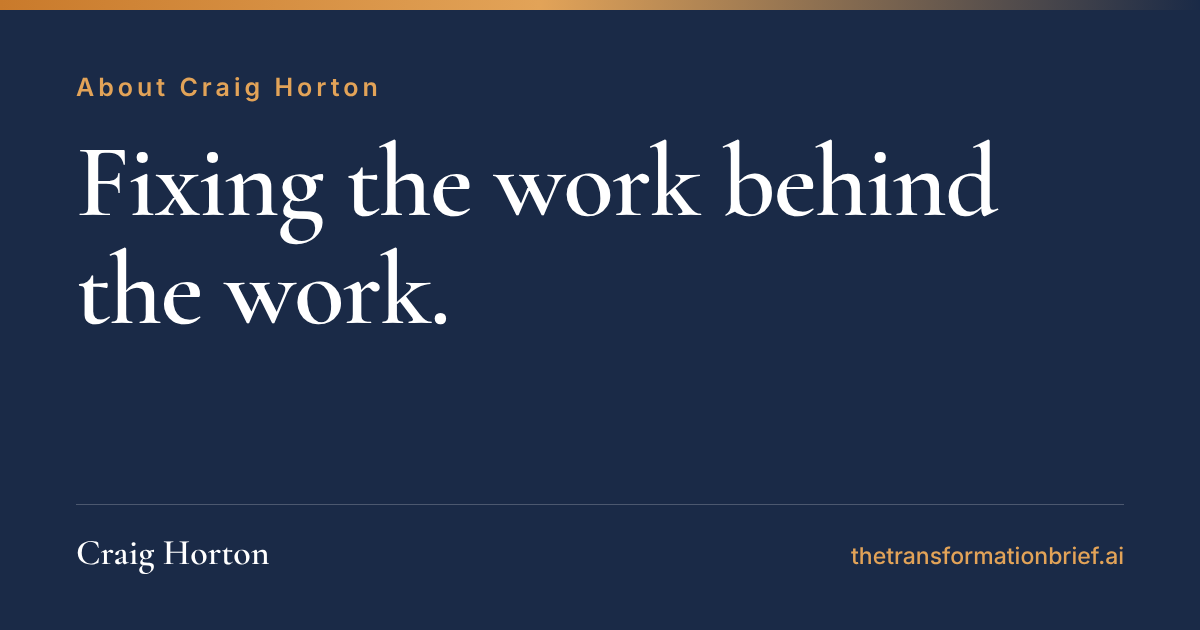 About Craig Horton
Fixing the work behind
the work.
Craig Horton
thetransformationbrief.ai